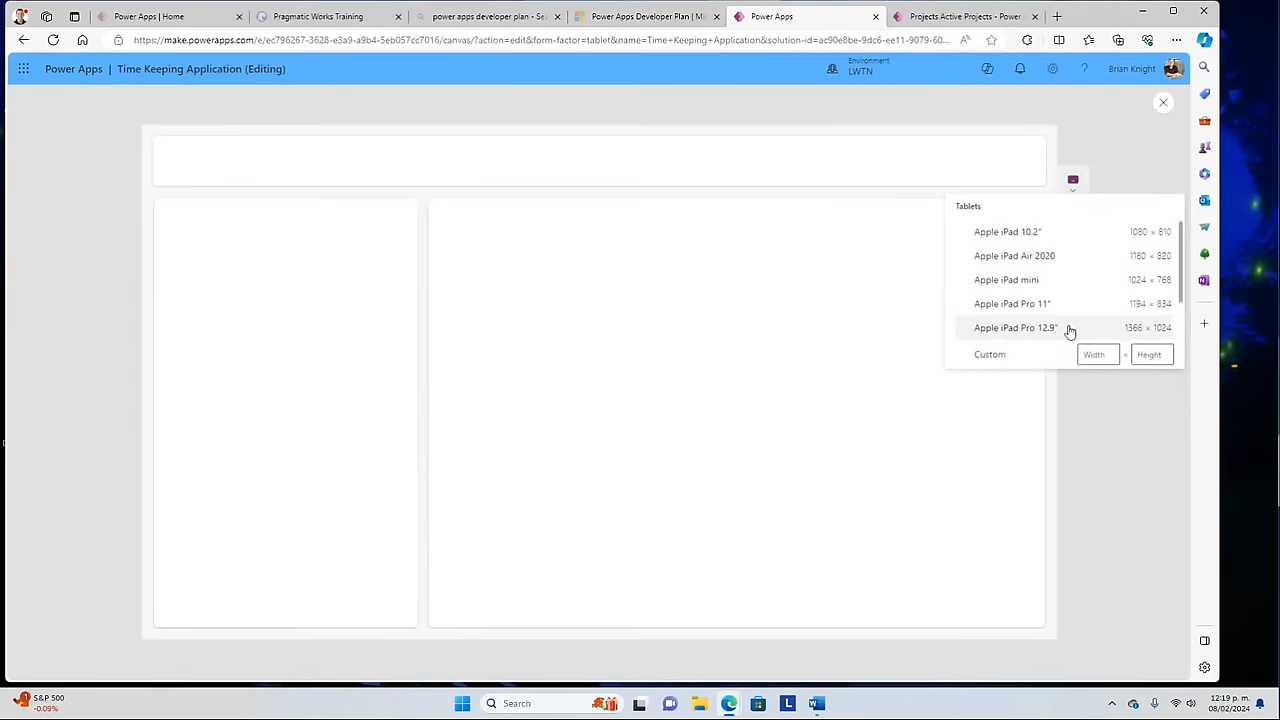 Power Apps | Home
Pragmatic Works Training
power apps developer plan - Se
Power Apps Developer Plan | M
Power Apps
Projects Active Projects - Power
https://make.powerapps.com/e/ec796267-3628-e3a9-a9b4-5eb057cc7016/canvas/?action=edit&form-factor=tablet&name=Time+Keeping+Application&solution-id=ac90e8be-9dc6-ee11-9079-60...
Power Apps | Time Keeping Application (Editing)
Environment
LWTN
Brian Knight
Tablets
Apple iPad 10.2" 1080 × 810
Apple iPad Air 2020 1180 × 820
Apple iPad mini 1024 × 768
Apple iPad Pro 11" 1194 × 834
Apple iPad Pro 12.9" 1366 × 1024
Custom Width × Height
S&P 500
-0.09%
Search
12:19 p. m.
08/02/2024